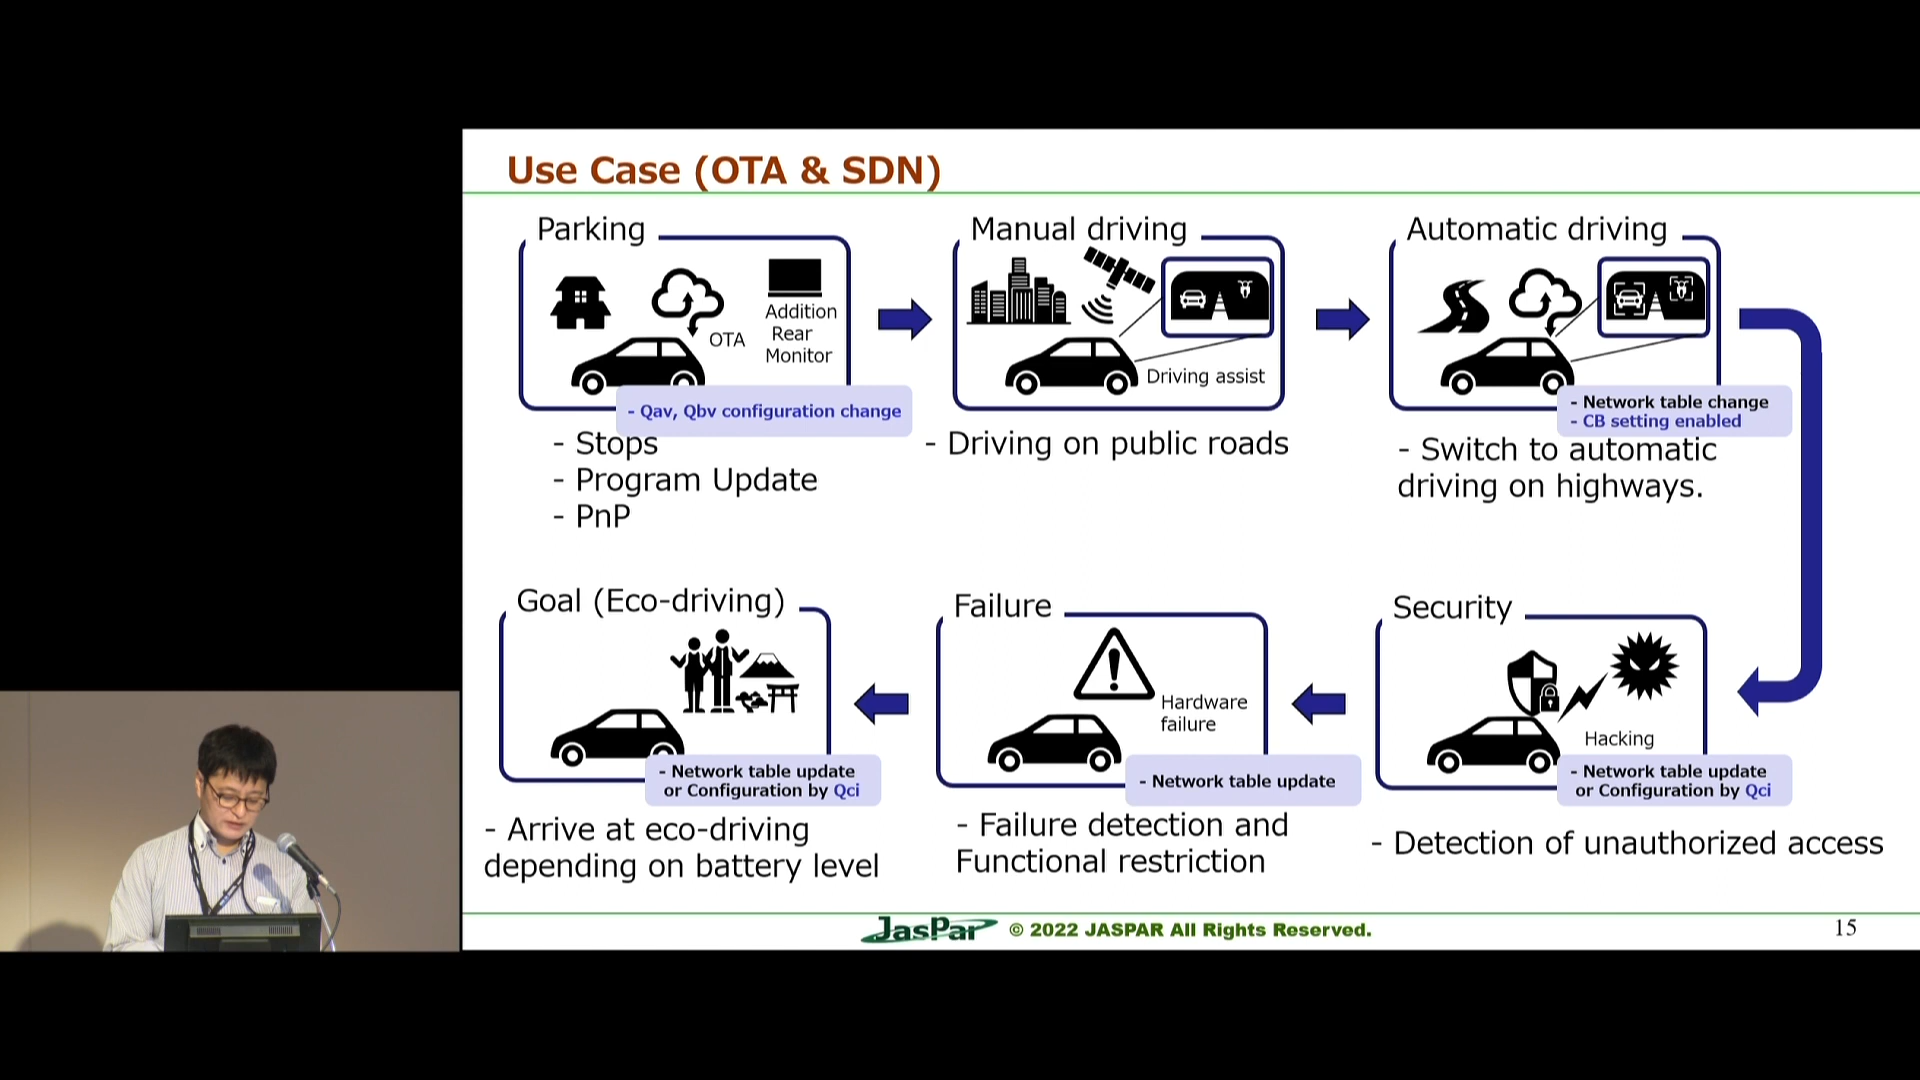 Use Case (OTA & SDN)
Parking
OTA
Addition
Rear
Monitor
- Qav, Qbv configuration change
- Stops
- Program Update
- PnP
Manual driving
Driving assist
- Driving on public roads
Automatic driving
- Network table change
- CB setting enabled
- Switch to automatic
driving on highways.
Goal (Eco-driving)
- Network table update
or Configuration by Qci
- Arrive at eco-driving
depending on battery level
Failure
Hardware
failure
- Network table update
- Failure detection and
Functional restriction
Security
Hacking
- Network table update
or Configuration by Qci
- Detection of unauthorized access
JasPar © 2022 JASPAR All Rights Reserved.
15